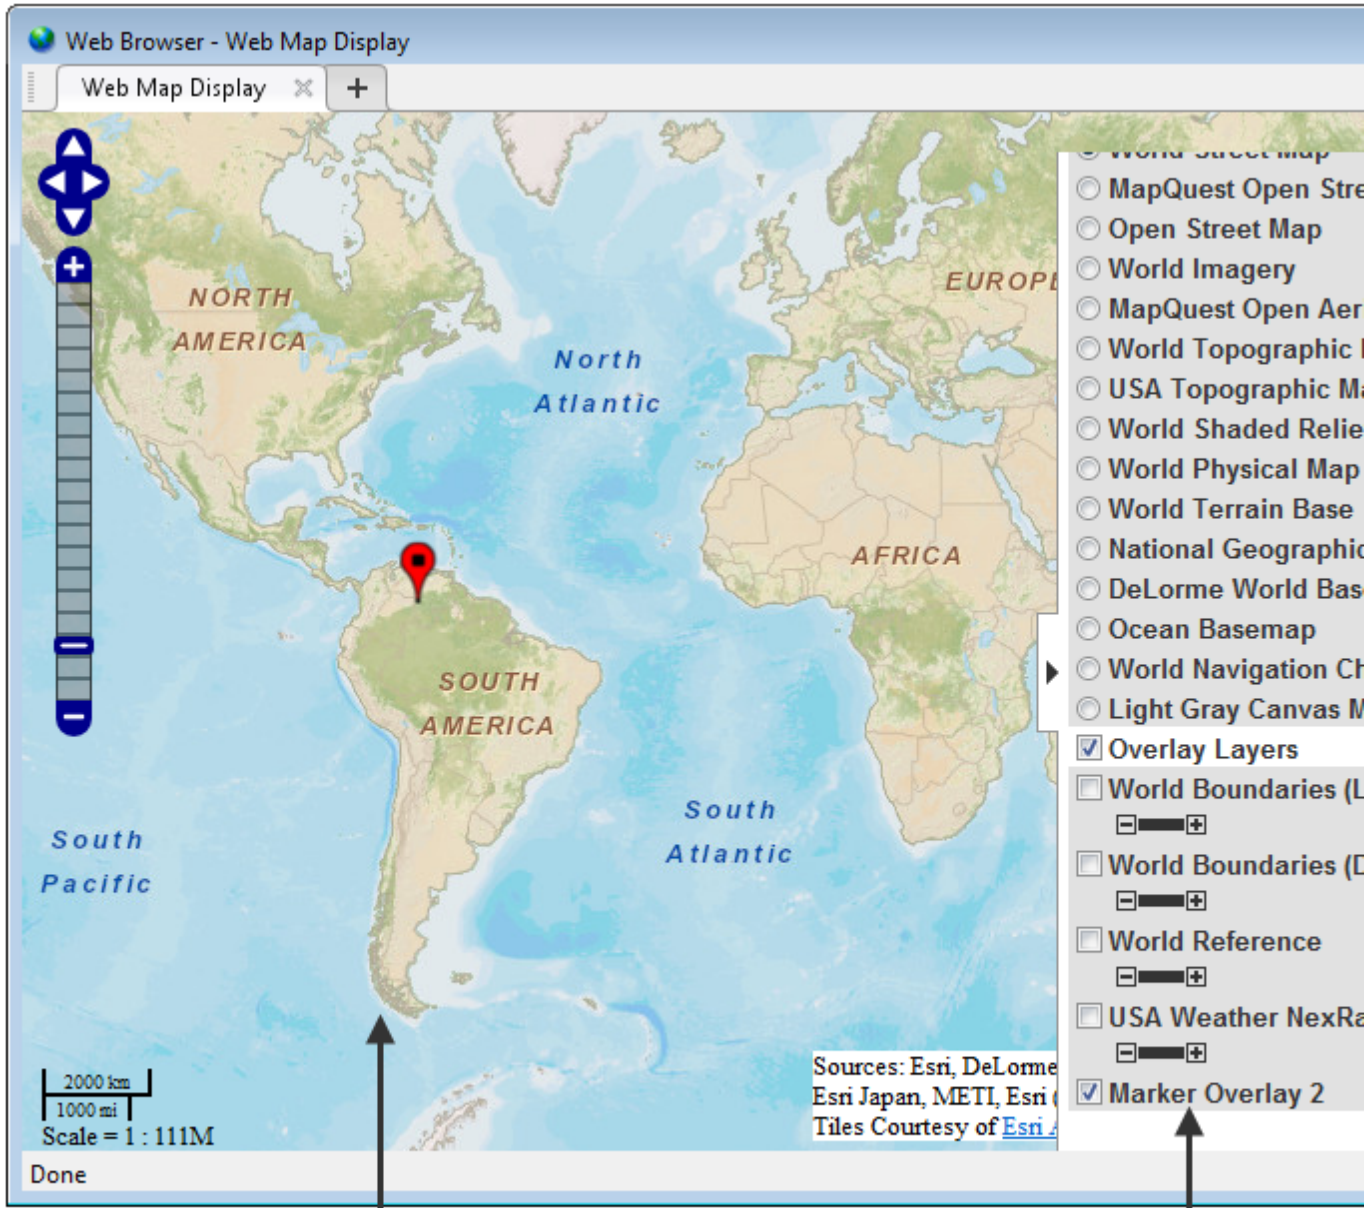 Web Browser - Web Map Display
Web Map Display
NORTH
AMERICA
North
Atlantic
EUROPE
AFRICA
SOUTH
AMERICA
South
Pacific
South
Atlantic
2000 km
1000 mi
Scale = 1 : 111M
Sources: Esri, DeLorme
Esri Japan, METI, Esri (
Tiles Courtesy of Esri
Done
World Street Map
MapQuest Open Stre
Open Street Map
World Imagery
MapQuest Open Aer
World Topographic
USA Topographic Ma
World Shaded Relie
World Physical Map
World Terrain Base
National Geographic
DeLorme World Bas
Ocean Basemap
World Navigation Ch
Light Gray Canvas M
Overlay Layers
World Boundaries (L
World Boundaries (D
World Reference
USA Weather NexRa
Marker Overlay 2